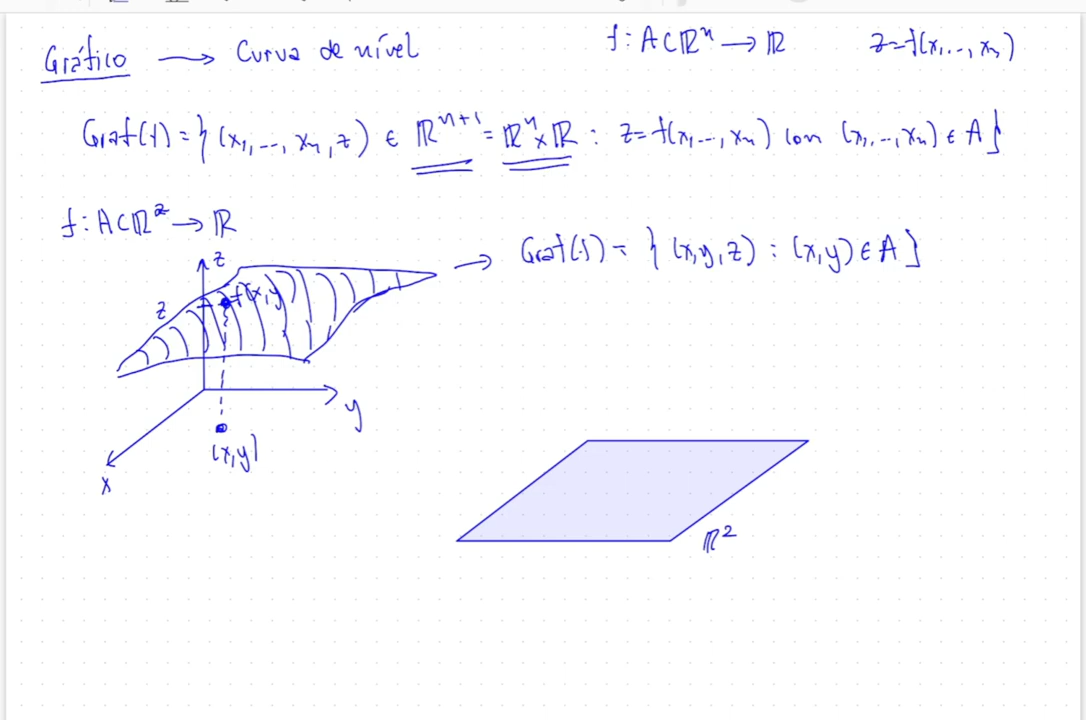 Gráfico → Curva de nível f: A⊂ℝⁿ → ℝ z=f(x₁,..,xₙ)
Graf(f) = { (x₁,--,xₙ,z) ∈ ℝⁿ⁺¹ = ℝⁿ×ℝ : z=f(x₁,--,xₙ) con (x₁,--,xₙ) ∈ A }
f: A⊂ℝ² → ℝ
→ Graf(f) = { (x,y,z) : (x,y) ∈ A }
z
z
f(x,y)
y
(x,y)
x
ℝ²